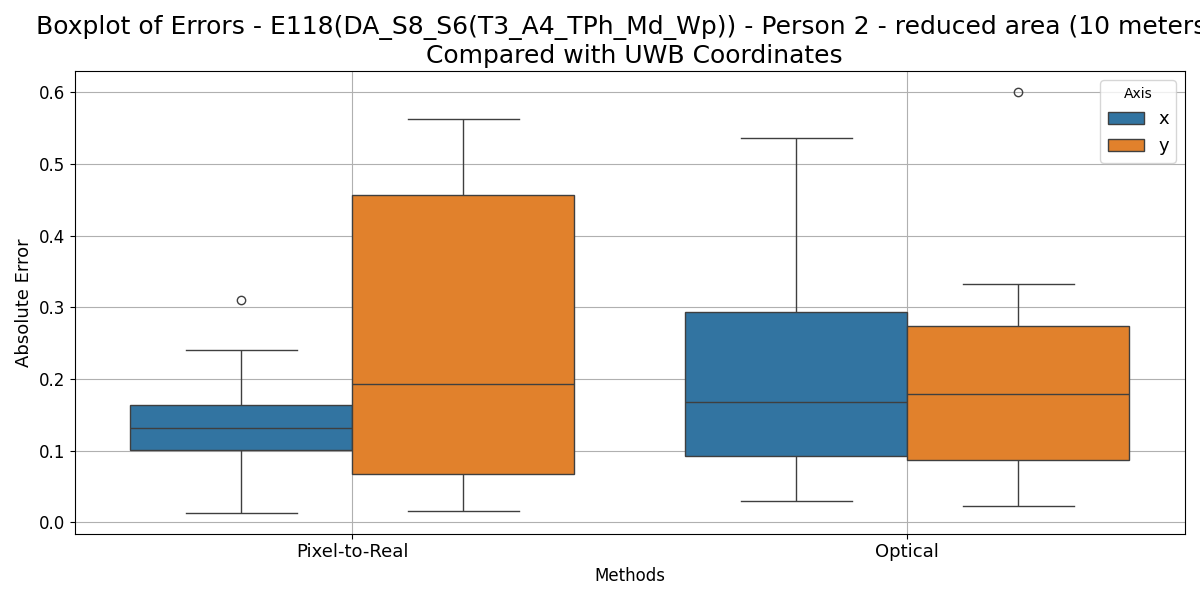 Boxplot of Errors - E118(DA_S8_S6(T3_A4_TPh_Md_Wp)) - Person 2 - reduced area (10 meters
Compared with UWB Coordinates
Axis
x
y
0.6
0.5
0.4
0.3
0.2
0.1
0.0
Absolute Error
Pixel-to-Real
Optical
Methods